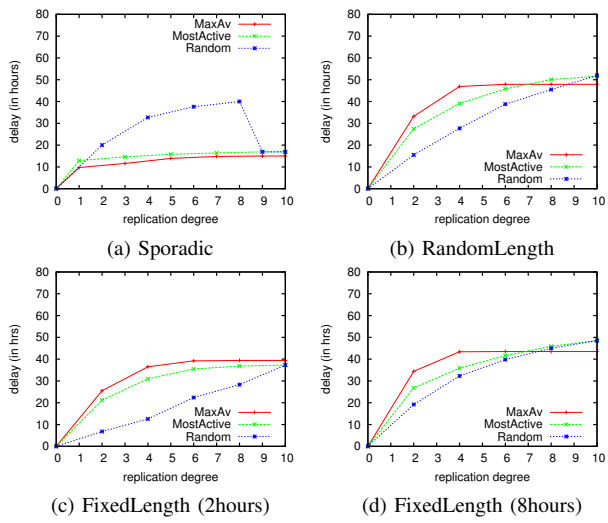 80
70
60
50
40
30
20
10
0
0 1 2 3 4 5 6 7 8 9 10
delay (in hours)
replication degree
MaxAv
MostActive
Random
(a) Sporadic
80
70
60
50
40
30
20
10
0
0 1 2 3 4 5 6 7 8 9 10
delay (in hours)
replication degree
MaxAv
MostActive
Random
(b) RandomLength
80
70
60
50
40
30
20
10
0
0 1 2 3 4 5 6 7 8 9 10
delay (in hrs)
replication degree
MaxAv
MostActive
Random
(c) FixedLength (2hours)
80
70
60
50
40
30
20
10
0
0 1 2 3 4 5 6 7 8 9 10
delay (in hrs)
replication degree
MaxAv
MostActive
Random
(d) FixedLength (8hours)